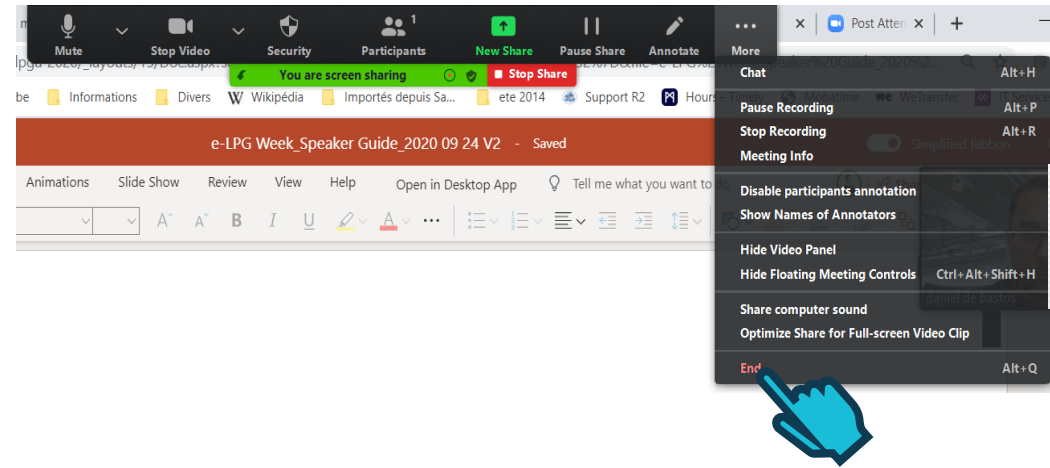 1
Mute
Stop Video
Security
Participants
New Share
Pause Share
Annotate
More
Post Atten
You are screen sharing
Stop Share
be
Informations
Divers
W Wikipédia
Importés depuis Sa...
ete 2014
Support R2
Hours - Timely
Mobatime
WeTransfer
IT Service
e-LPG Week_Speaker Guide_2020 09 24 V2 - Saved
Simplified Ribbon
Animations
Slide Show
Review
View
Help
Open in Desktop App
Tell me what you want to do
A A B I U A
Chat Alt+H
Pause Recording Alt+P
Stop Recording Alt+R
Meeting Info
Disable participants annotation
Show Names of Annotators
Hide Video Panel
Hide Floating Meeting Controls Ctrl+Alt+Shift+H
daniel de bastos
Share computer sound
Optimize Share for Full-screen Video Clip
End Alt+Q